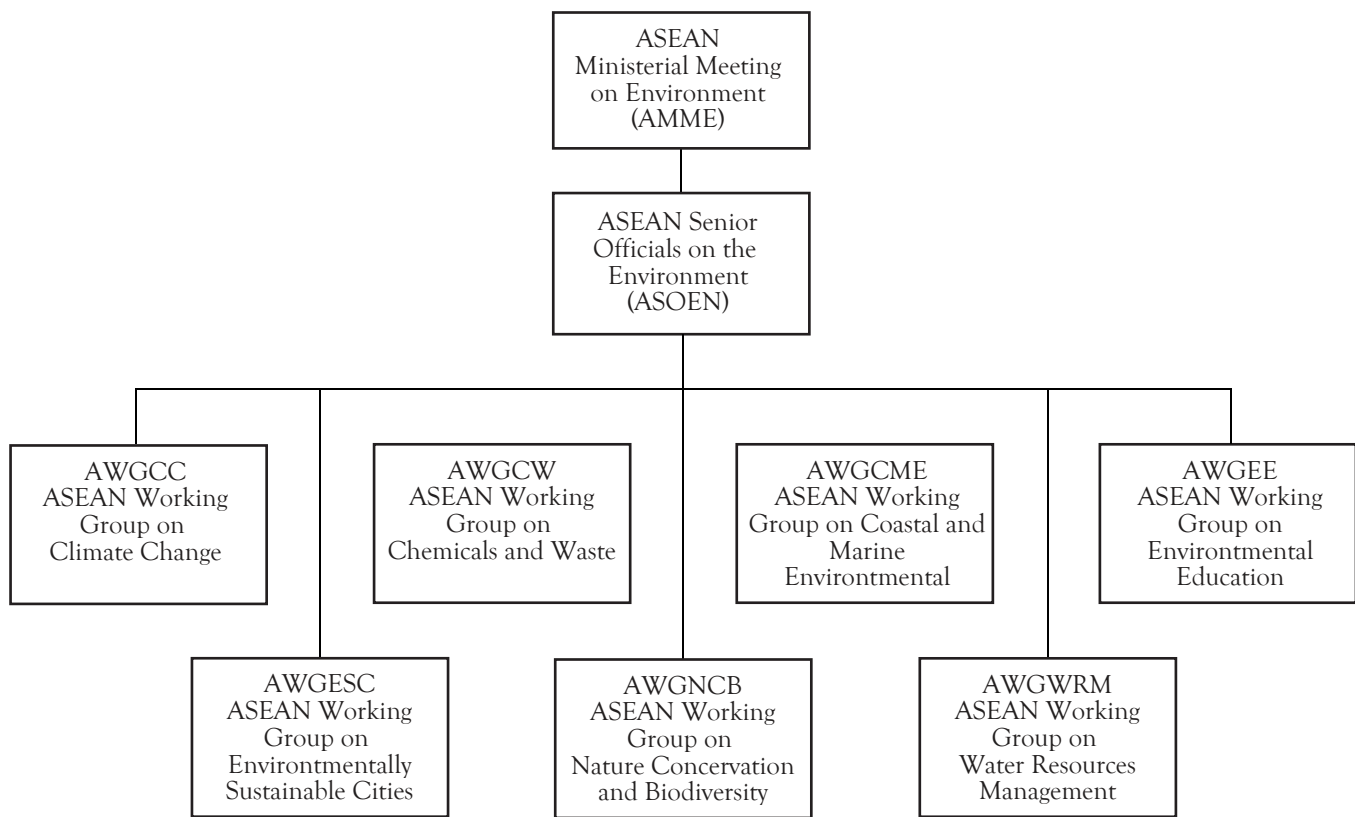 ASEAN
Ministerial Meeting
on Environment
(AMME)
ASEAN Senior
Officials on the
Environment
(ASOEN)
AWGCC
ASEAN Working
Group on
Climate Change
AWGCW
ASEAN Working
Group on
Chemicals and Waste
AWGCME
ASEAN Working
Group on Coastal and
Marine
Environtmental
AWGEE
ASEAN Working
Group on
Environtmental
Education
AWGESC
ASEAN Working
Group on
Environtmentally
Sustainable Cities
AWGNCB
ASEAN Working
Group on
Nature Concervation
and Biodiversity
AWGWRM
ASEAN Working
Group on
Water Resources
Management